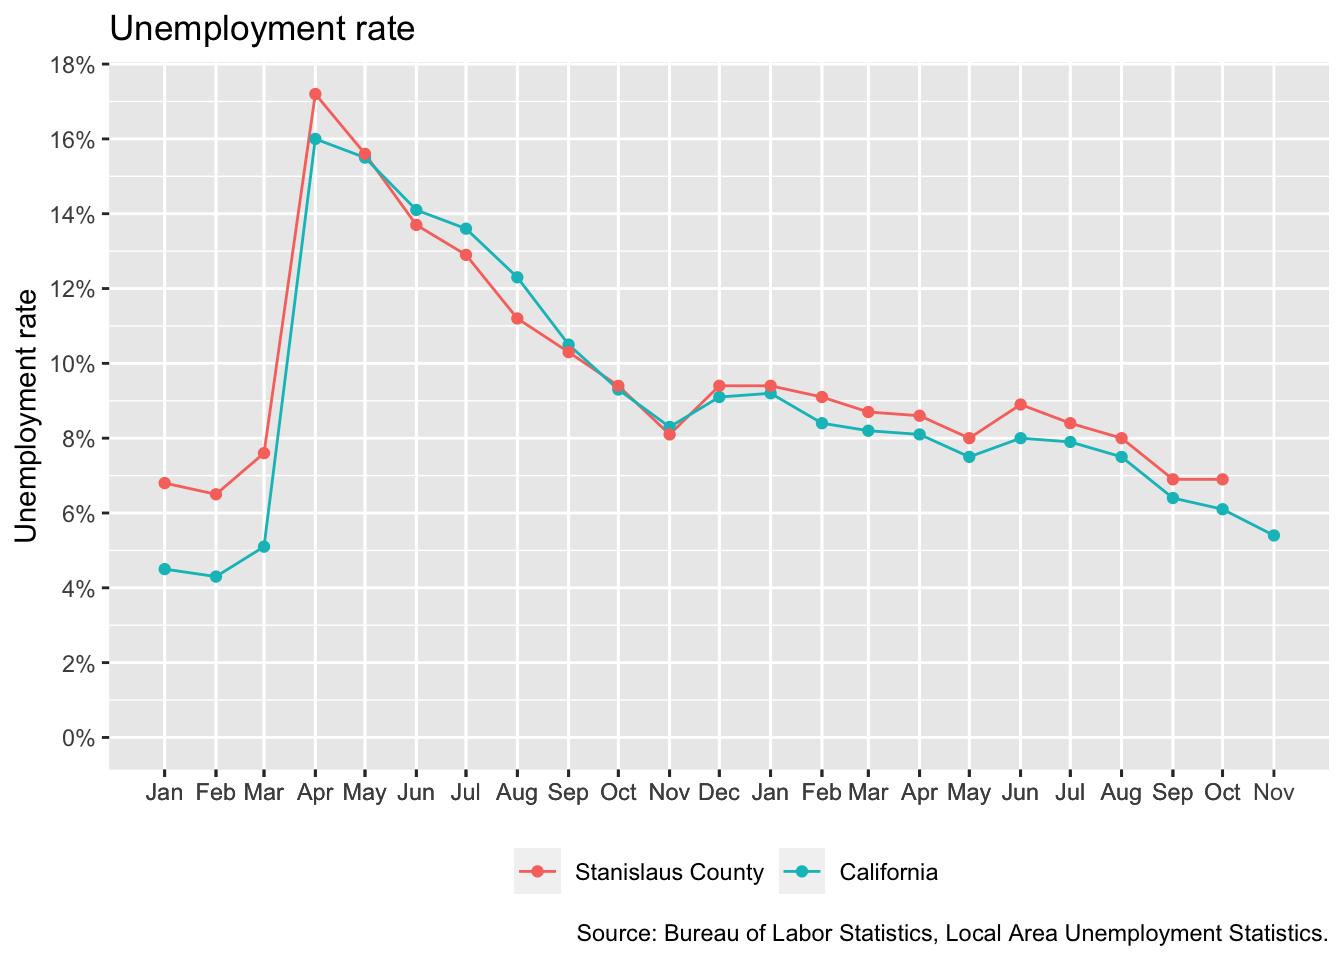 Unemployment rate
18%
16%
14%
12%
10%
8%
6%
4%
2%
0%
Unemployment rate
Jan Feb Mar Apr May Jun Jul Aug Sep Oct Nov Dec Jan Feb Mar Apr May Jun Jul Aug Sep Oct Nov
Stanislaus County California
Source: Bureau of Labor Statistics, Local Area Unemployment Statistics.